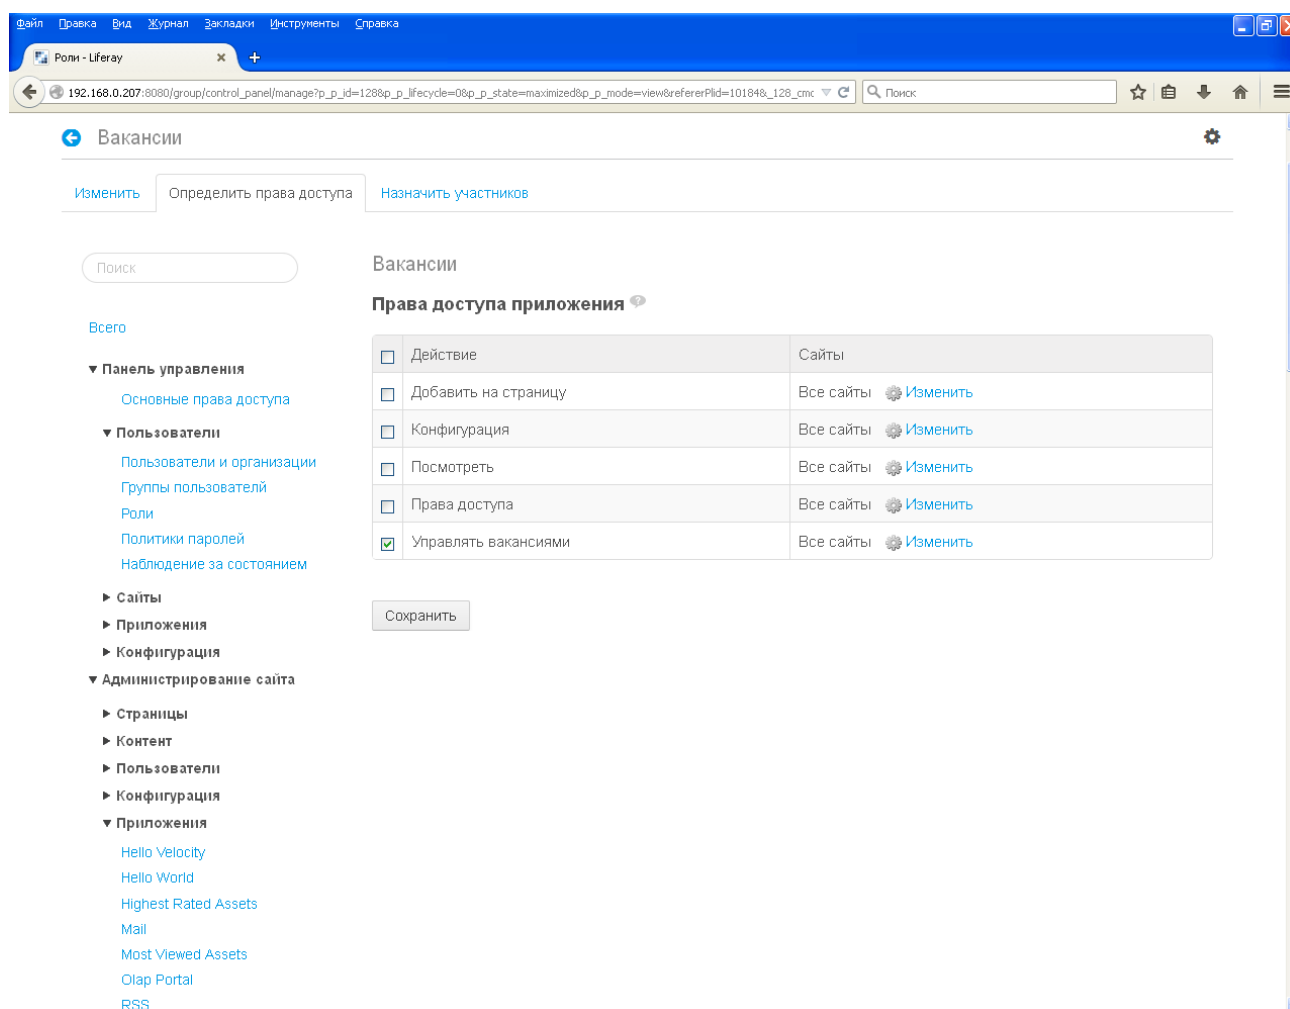 Файл Правка Вид Журнал Закладки Инструменты Справка
Роли - Liferay
192.168.0.207:8080/group/control_panel/manage?p_p_id=128&p_p_lifecycle=0&p_p_state=maximized&p_p_mode=view&refererPlid=10184&_128_cmd
Поиск
Вакансии
Изменить Определить права доступа Назначить участников
Поиск
Всего
Панель управления
Основные права доступа
Пользователи
Пользователи и организации
Группы пользователй
Роли
Политики паролей
Наблюдение за состоянием
Сайты
Приложения
Конфигурация
Администрирование сайта
Страницы
Контент
Пользователи
Конфигурация
Приложения
Hello Velocity
Hello World
Highest Rated Assets
Mail
Most Viewed Assets
Olap Portal
RSS
Вакансии
Права доступа приложения
Действие Сайты
Добавить на страницу Все сайты Изменить
Конфигурация Все сайты Изменить
Посмотреть Все сайты Изменить
Права доступа Все сайты Изменить
Управлять вакансиями Все сайты Изменить
Сохранить